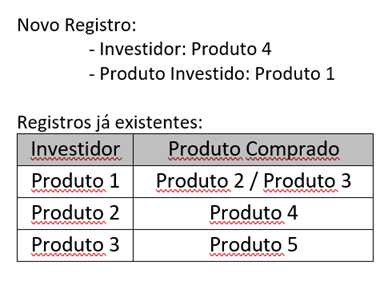 Novo Registro:
- Investidor: Produto 4
- Produto Investido: Produto 1
Registros já existentes:
Investidor Produto Comprado
Produto 1 Produto 2 / Produto 3
Produto 2 Produto 4
Produto 3 Produto 5